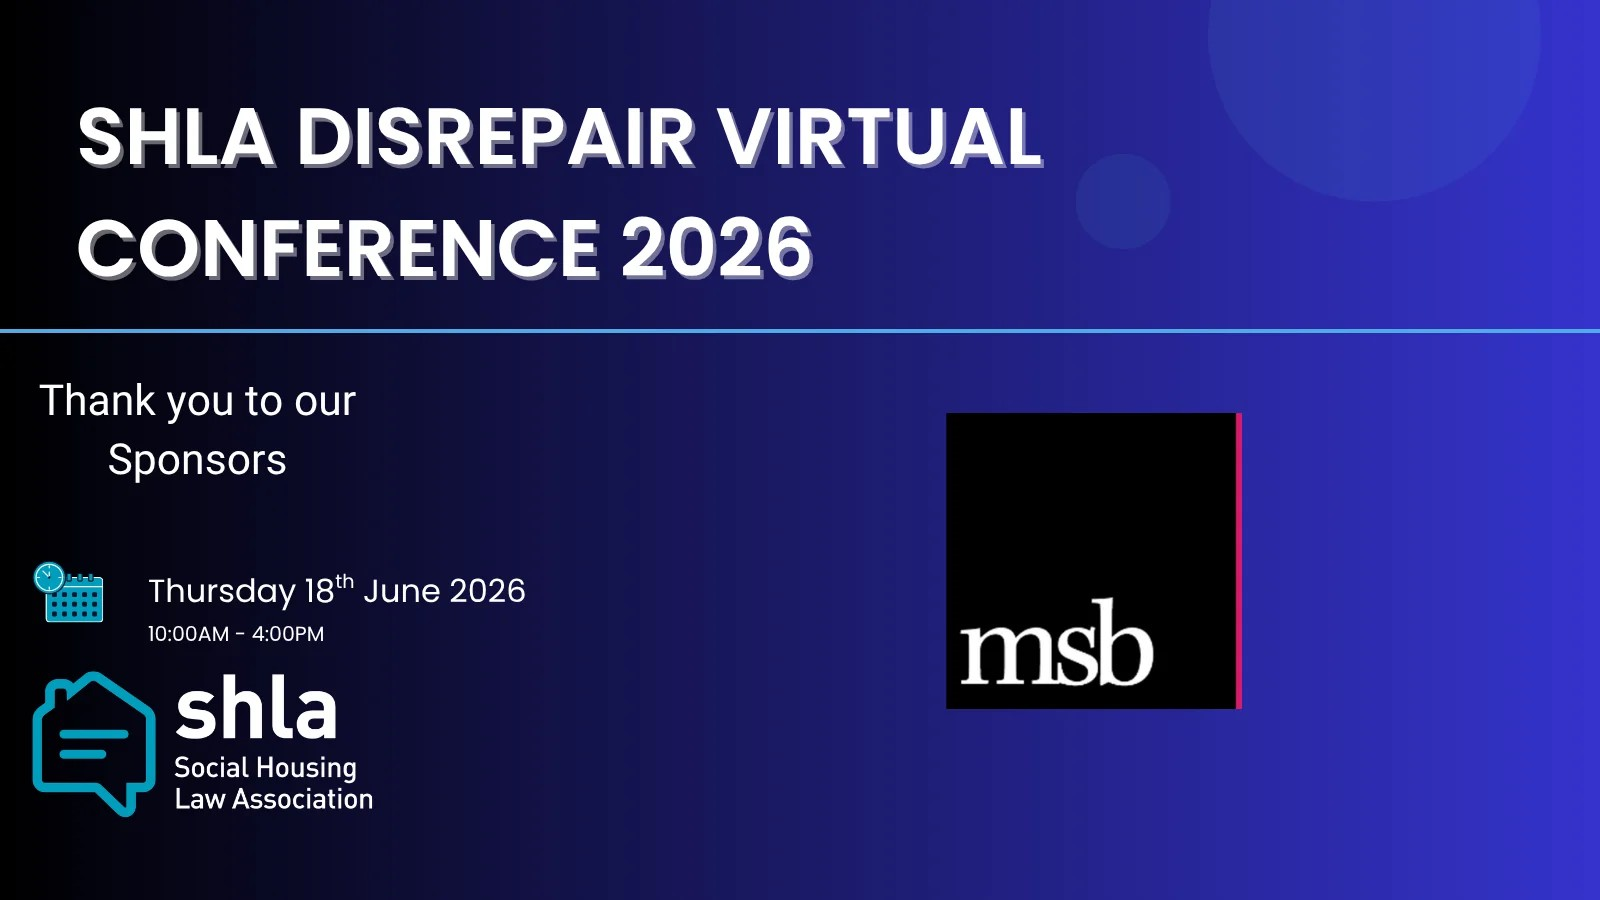 SHLA DISREPAIR VIRTUAL
CONFERENCE 2026
Thank you to our
Sponsors
Thursday 18th June 2026
10:00AM - 4:00PM
shla
Social Housing
Law Association
msb